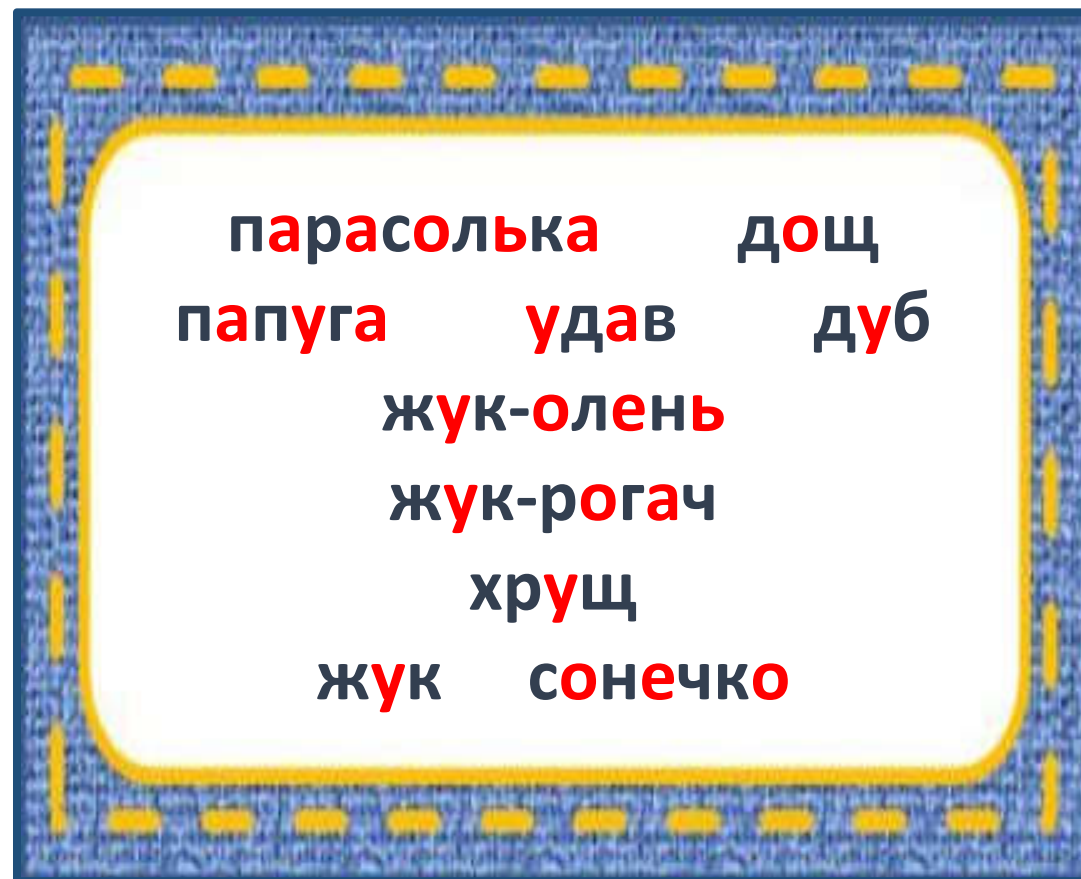 парасолька дощ
папуга удав дуб
жук-олень
жук-рогач
хрущ
жук сонечко